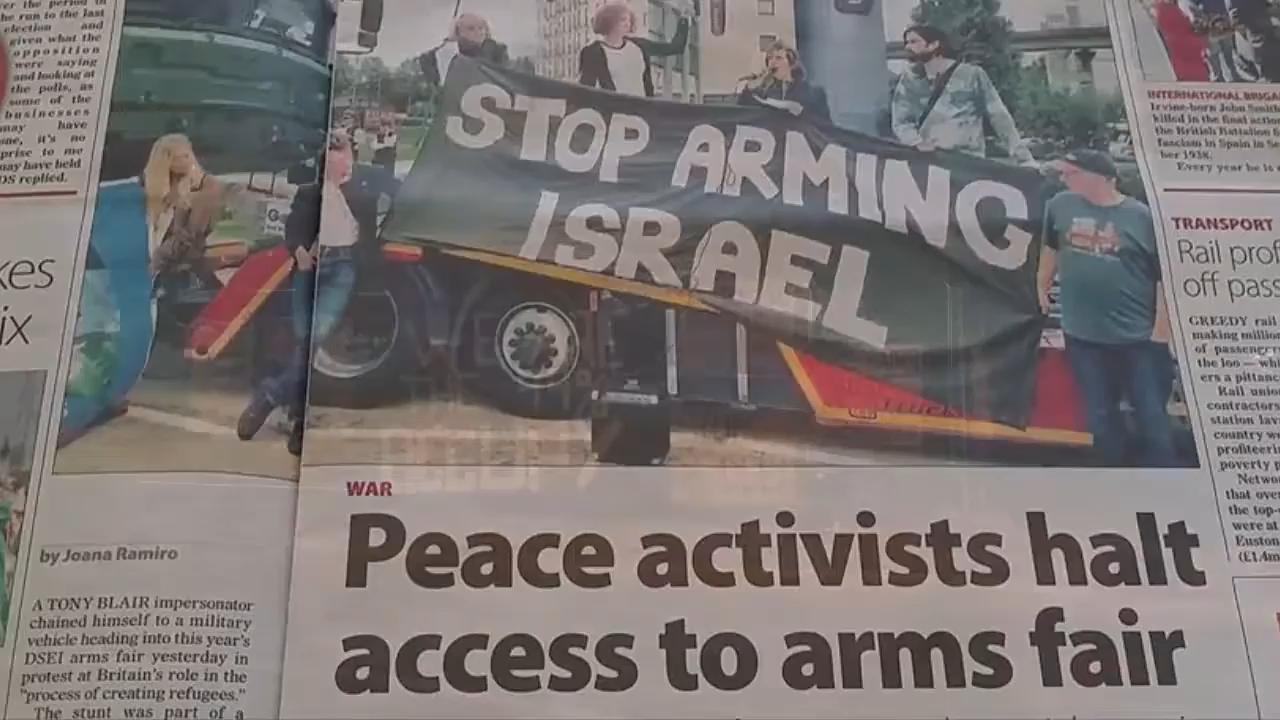 the run to the last
election and
given what the
opposition
were saying
and looking at
the polls, as
some of the
businesses
may have
it's no
prise to me
may have held
DS replied.
kes
ix
STOP ARMING
ISRAEL
WAR
Peace activists halt
access to arms fair
by Joana Ramiro
A TONY BLAIR impersonator
chained himself to a military
vehicle heading into this year's
DSEI arms fair yesterday in
protest at Britain's role in the
"process of creating refugees."
The stunt was part of a
INTERNATIONAL BRIGA
Irvine-born John Smith
killed in the final action
the British Battalion
fascism in Spain in Se
ber 1938.
Every year he is
TRANSPORT
Rail prof
off pass
GREEDY rail
making million
of passenger
the loo — whi
ers a pittanc
Rail union
contractors
station lav
country we
profiteerin
poverty p
Netwo
that over
the top-
were at
Euston
(£1.4m